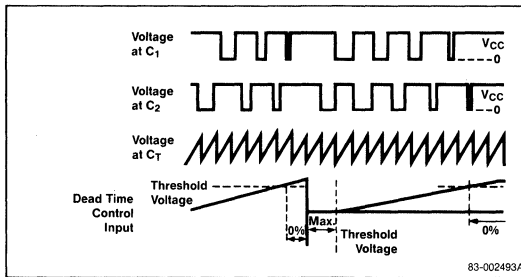 Voltage
at C1
VCC
0
Voltage
at C2
VCC
0
Voltage
at CT
Dead Time
Control
Input
Threshold
Voltage
0%
Max.
Threshold
Voltage
0%
83-002493A